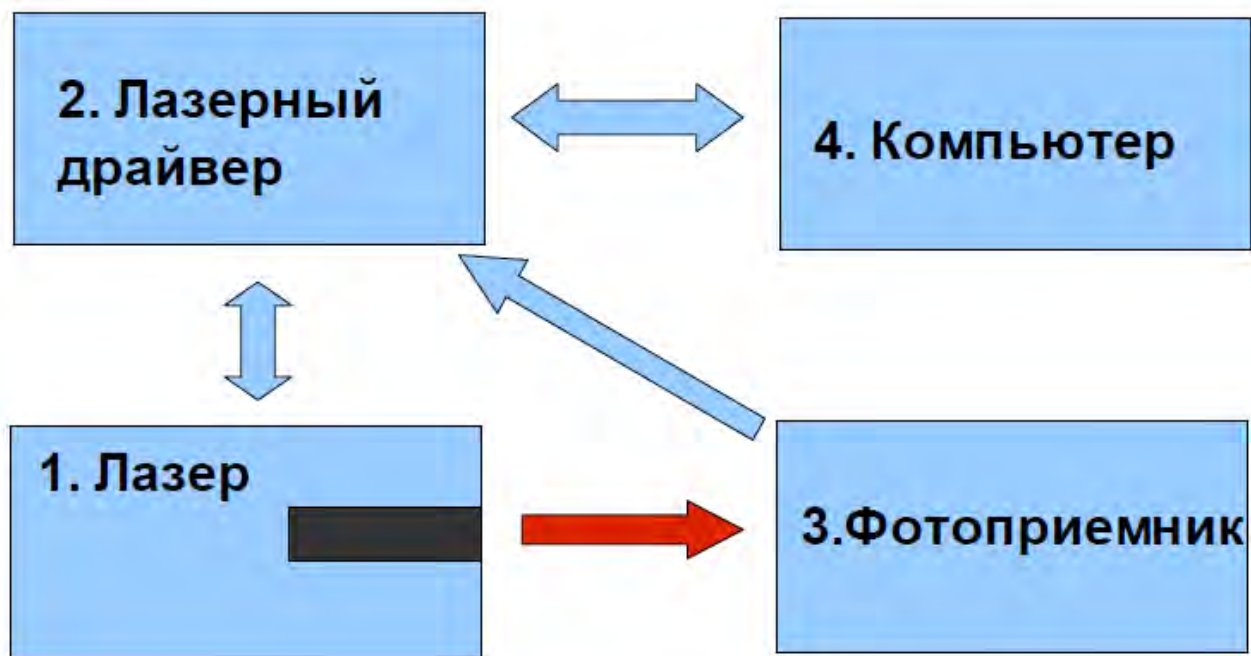 2. Лазерный
драйвер
4. Компьютер
1. Лазер
3.Фотоприемник